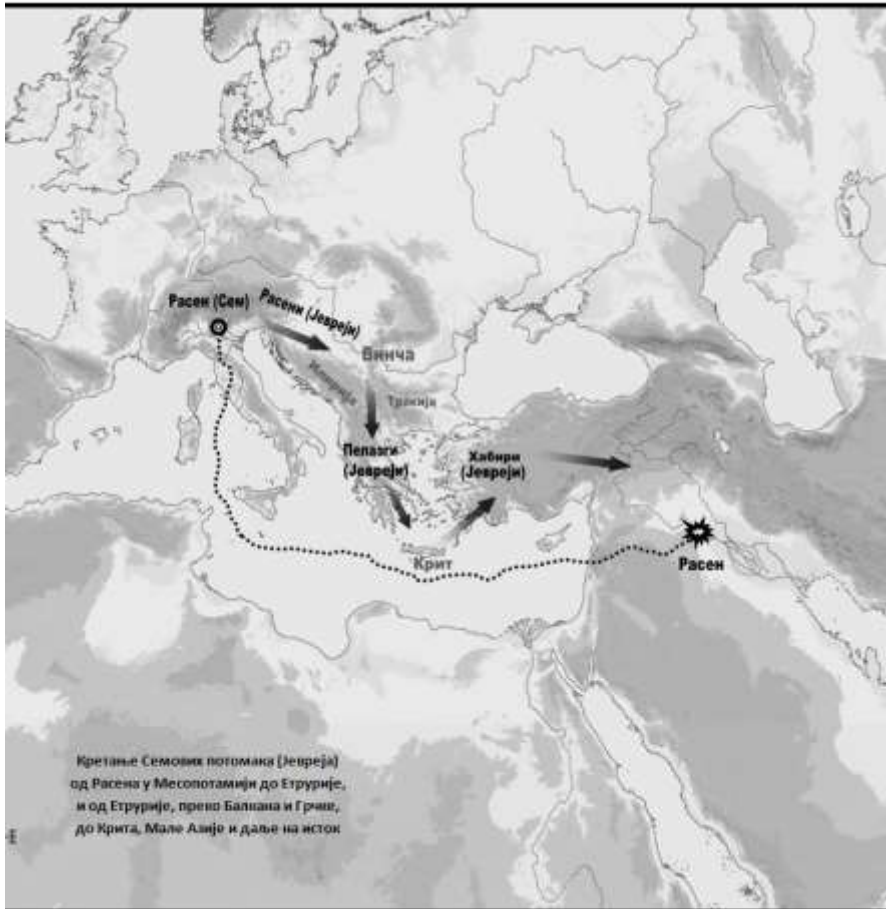 Расен (Сем)
Расени (Јевреји)
Винча
Илирије
Тракија
Пелазги
(Јевреји)
Хабири
(Јевреји)
Крит
Расен
Кретање Семових потомака (Јевреја)
од Расена у Месопотамији до Етрурије,
и од Етрурије, преко Балкана и Грчке,
до Крита, Мале Азије и даље на исток